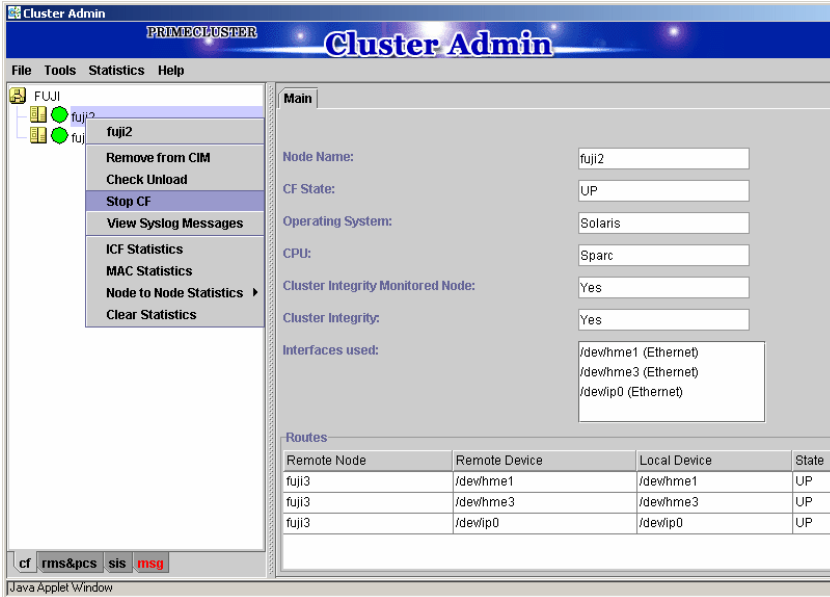 Cluster Admin
PRIMECLUSTER
Cluster Admin
File Tools Statistics Help
FUJI
fuji2
fuj
fuji2
Remove from CIM
Check Unload
Stop CF
View Syslog Messages
ICF Statistics
MAC Statistics
Node to Node Statistics
Clear Statistics
Main
Node Name: fuji2
CF State: UP
Operating System: Solaris
CPU: Sparc
Cluster Integrity Monitored Node: Yes
Cluster Integrity: Yes
Interfaces used: /dev/hme1 (Ethernet)
/dev/hme3 (Ethernet)
/dev/ip0 (Ethernet)
Routes
Remote Node Remote Device Local Device State
fuji3 /dev/hme1 /dev/hme1 UP
fuji3 /dev/hme3 /dev/hme3 UP
fuji3 /dev/ip0 /dev/ip0 UP
cf rms&pcs sis msg
Java Applet Window